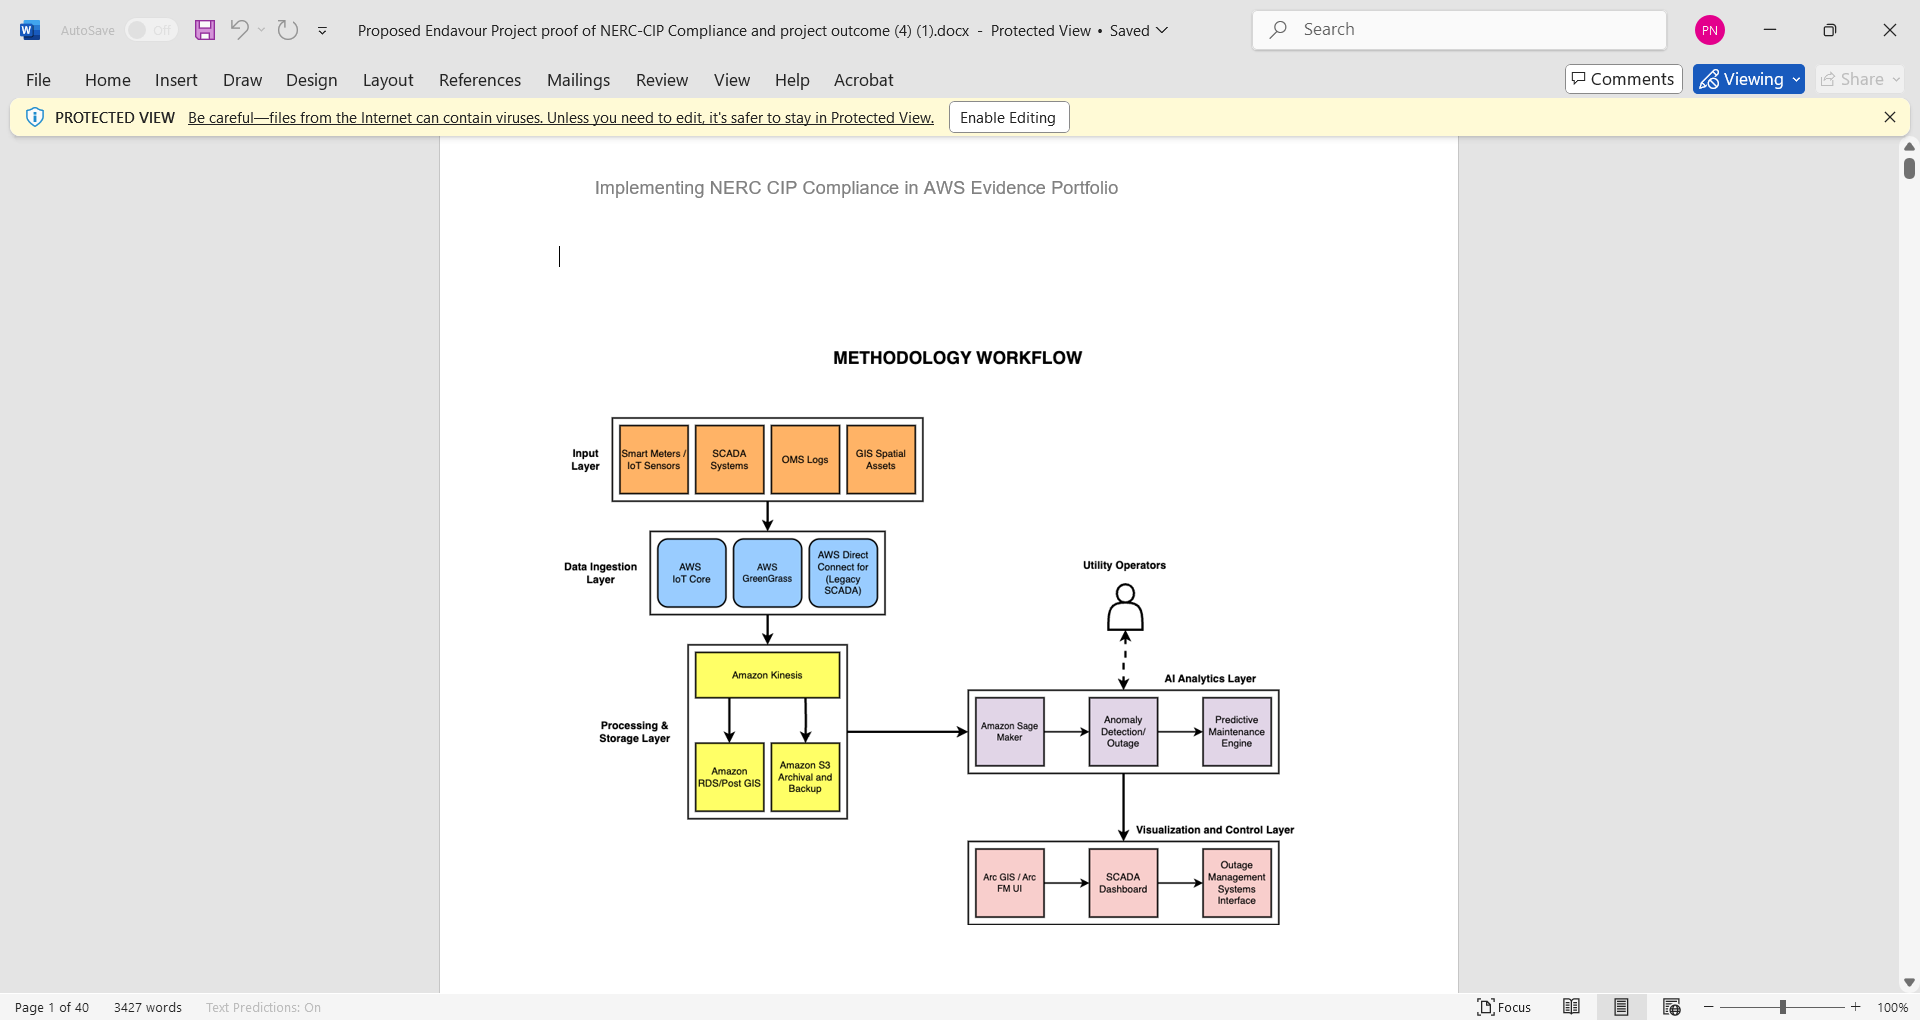 AutoSave Off Proposed Endavour Project proof of NERC-CIP Compliance and project outcome (4) (1).docx - Protected View • Saved Search PN
File Home Insert Draw Design Layout References Mailings Review View Help Acrobat Comments Viewing Share
PROTECTED VIEW Be careful—files from the Internet can contain viruses. Unless you need to edit, it's safer to stay in Protected View. Enable Editing
Implementing NERC CIP Compliance in AWS Evidence Portfolio
METHODOLOGY WORKFLOW
Input
Layer
Smart Meters /
IoT Sensors
SCADA
Systems
OMS Logs
GIS Spatial
Assets
Data Ingestion
Layer
AWS
IoT Core
AWS
GreenGrass
AWS Direct
Connect for
(Legacy
SCADA)
Utility Operators
Processing &
Storage Layer
Amazon Kinesis
Amazon
RDS/Post GIS
Amazon S3
Archival and
Backup
AI Analytics Layer
Amazon Sage
Maker
Anomaly
Detection/
Outage
Predictive
Maintenance
Engine
Visualization and Control Layer
Arc GIS / Arc
FM UI
SCADA
Dashboard
Outage
Management
Systems
Interface
Page 1 of 40 3427 words Text Predictions: On Focus 100%